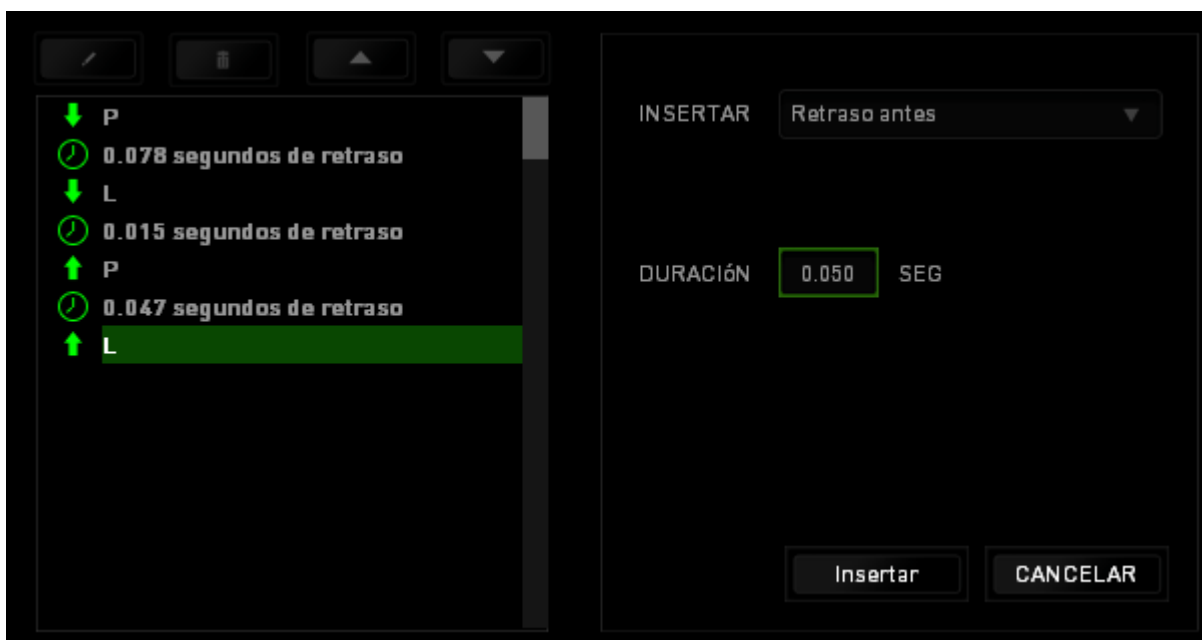 P
0.078 segundos de retraso
L
0.015 segundos de retraso
P
0.047 segundos de retraso
L
INSERTAR Retraso antes
DURACIóN 0.050 SEG
Insertar CANCELAR